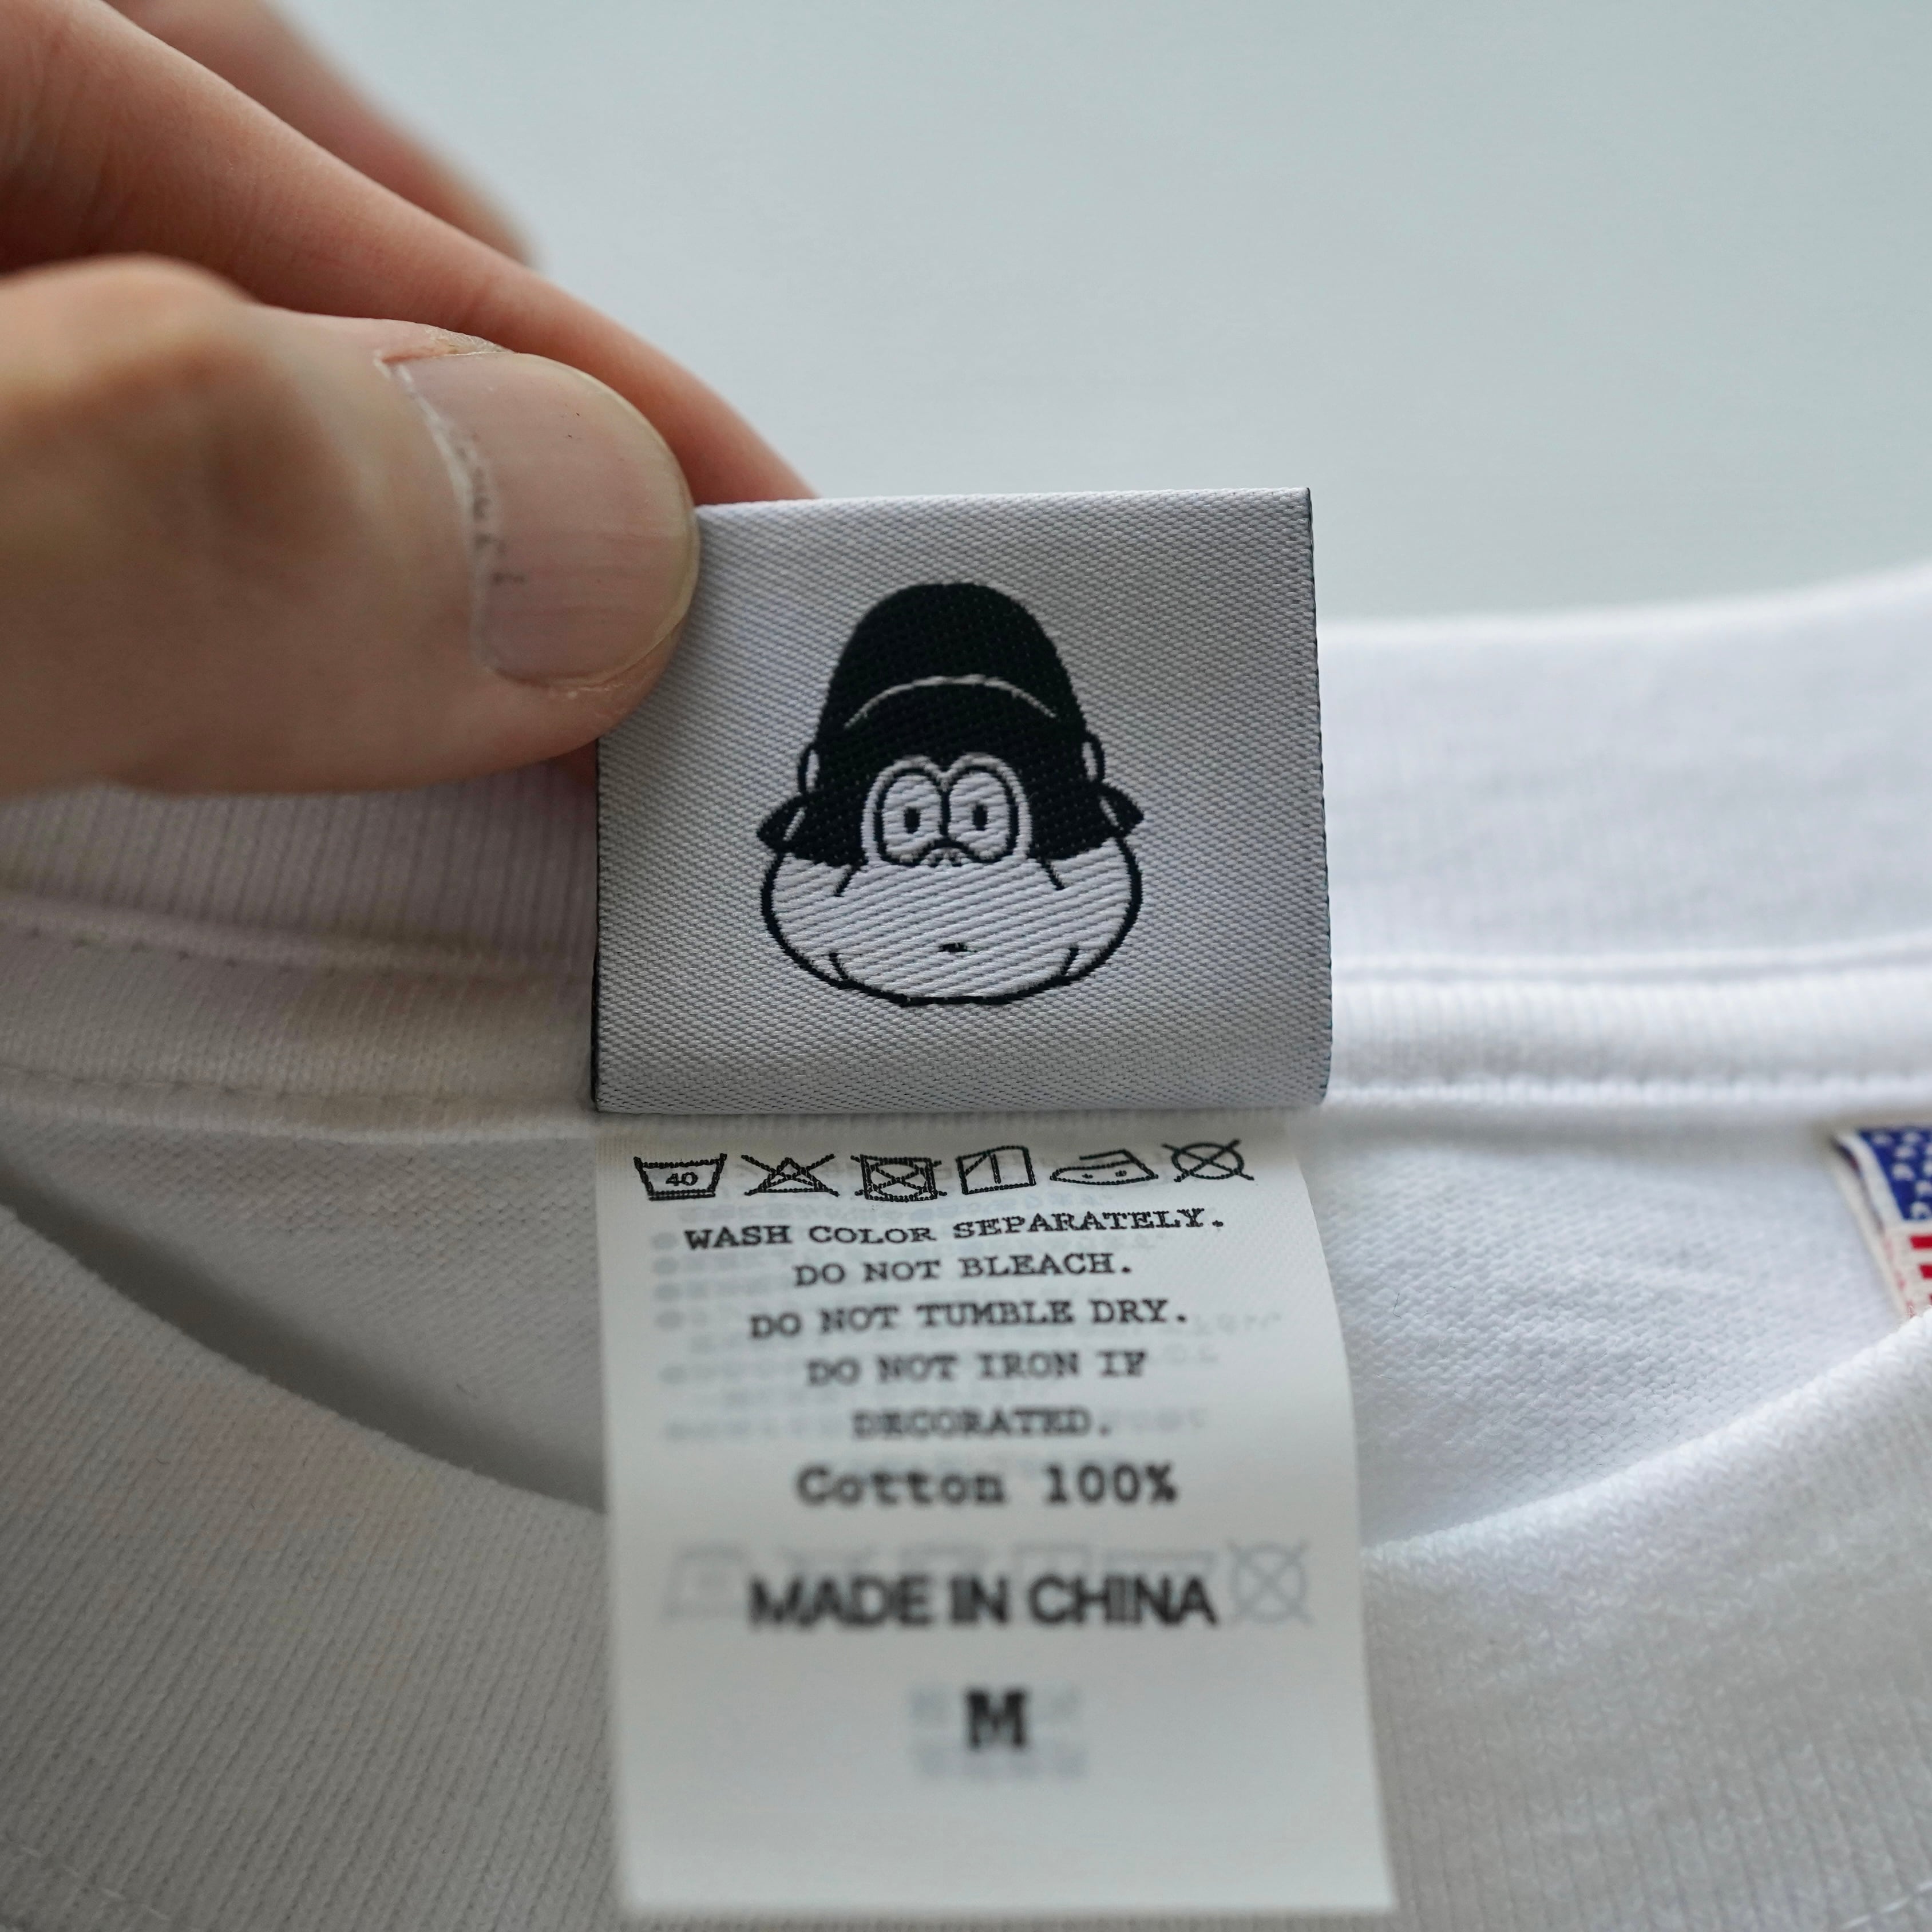 40
WASH COLOR SEPARATELY.
DO NOT BLEACH.
DO NOT TUMBLE DRY.
DO NOT IRON IF
DECORATED.
Cotton 100%
MADE IN CHINA
M